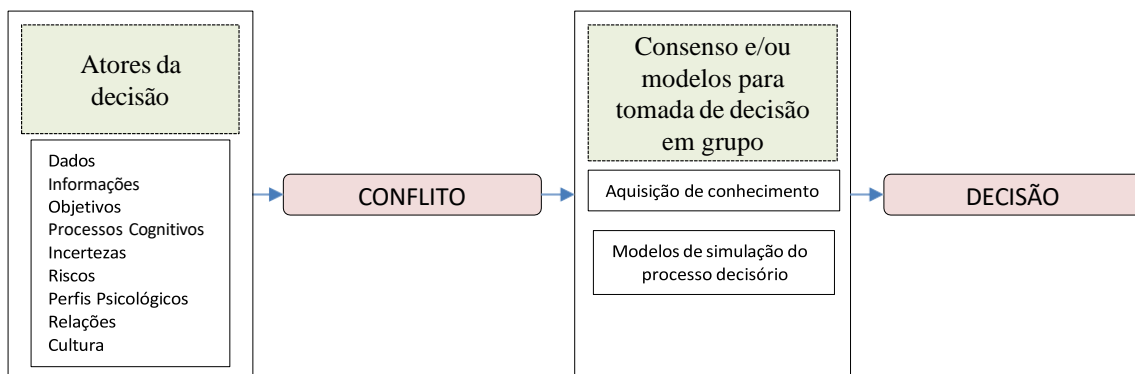 Atores da
decisão
Dados
Informações
Objetivos
Processos Cognitivos
Incertezas
Riscos
Perfis Psicológicos
Relações
Cultura
CONFLITO
Consenso e/ou
modelos para
tomada de decisão
em grupo
Aquisição de conhecimento
Modelos de simulação do
processo decisório
DECISÃO